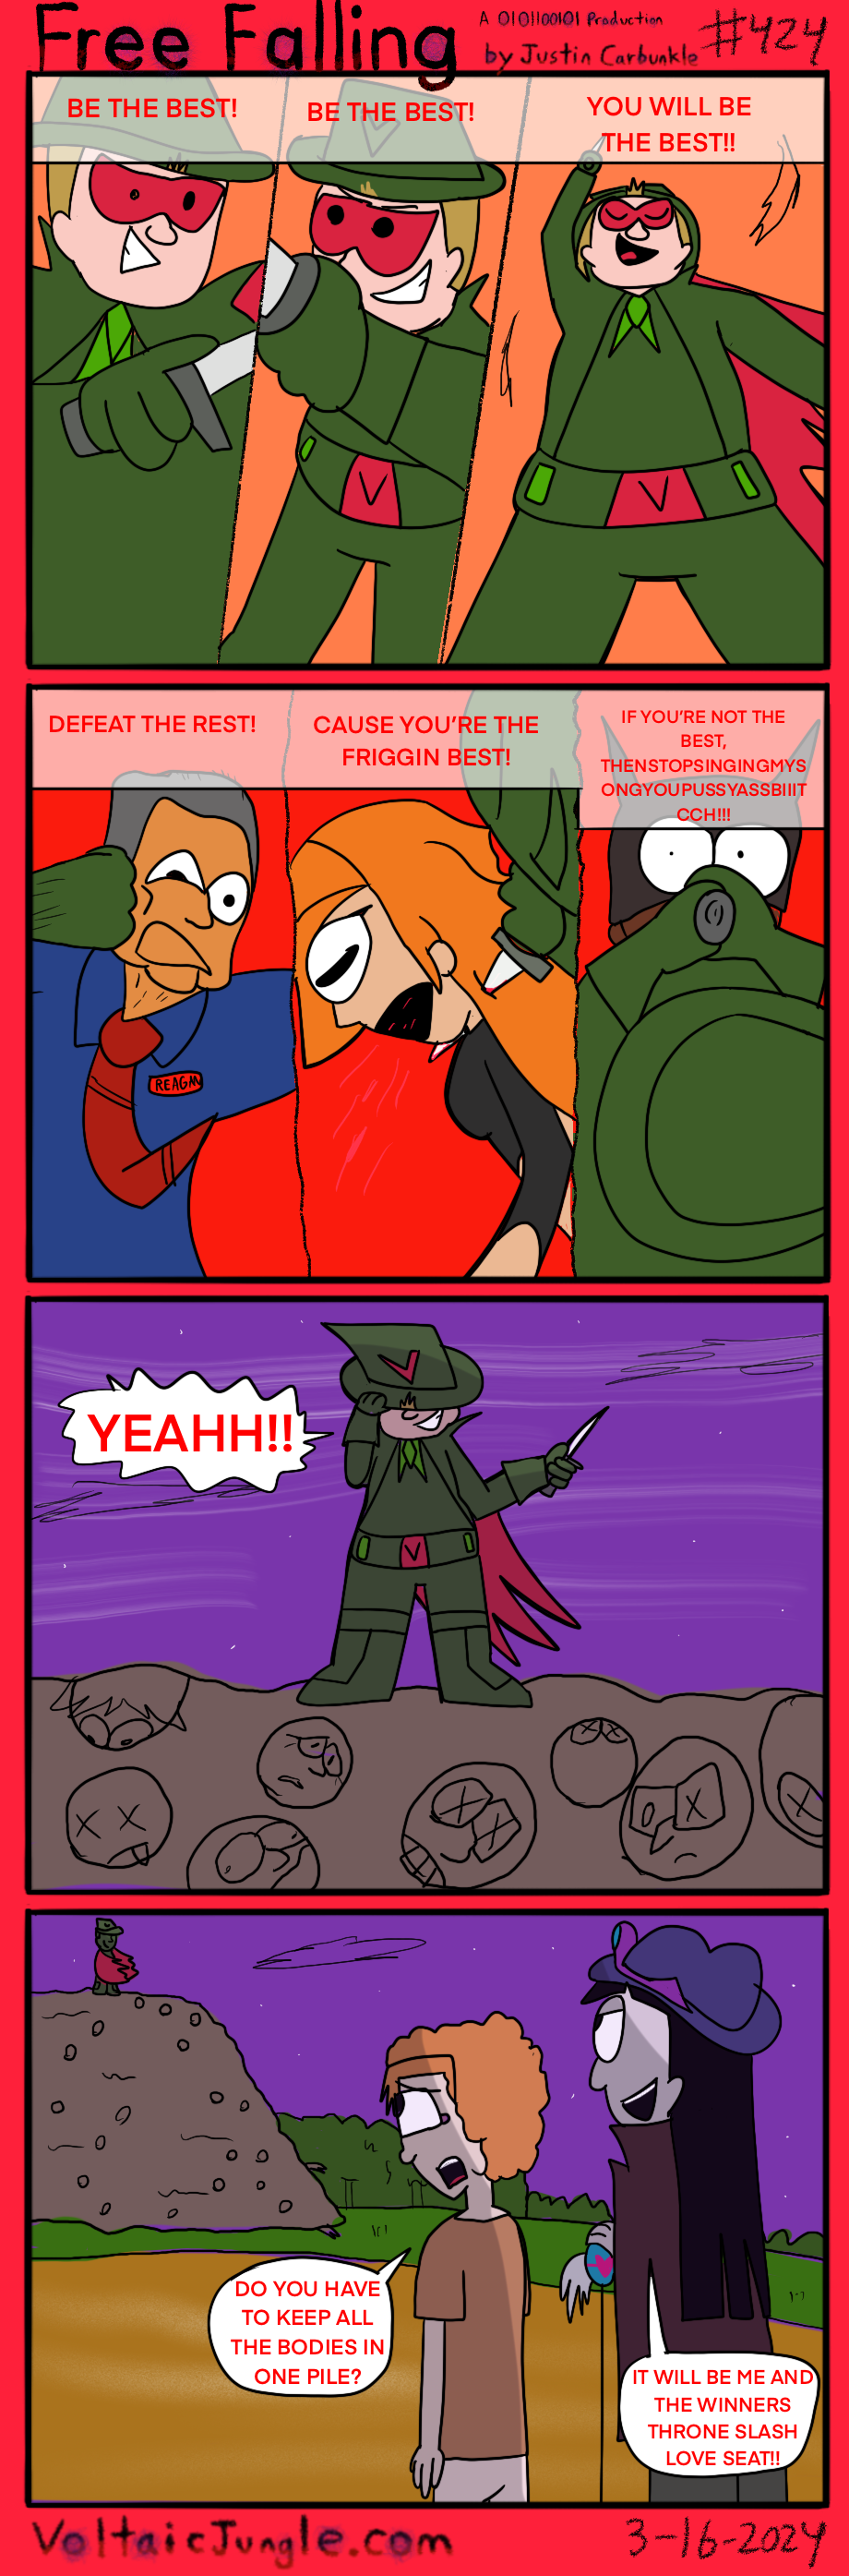 Free Falling
A 0101100101 Production
by Justin Carbunkle
#424
BE THE BEST!
BE THE BEST!
YOU WILL BE
THE BEST!!
V
V
DEFEAT THE REST!
CAUSE YOU'RE THE
FRIGGIN BEST!
IF YOU'RE NOT THE
BEST,
THENSTOPSINGINGMYS
ONGYOUPUSSYASSBIIIT
CCH!!!
REAGM
YEAHH!!
V
V
DO YOU HAVE
TO KEEP ALL
THE BODIES IN
ONE PILE?
IT WILL BE ME AND
THE WINNERS
THRONE SLASH
LOVE SEAT!!
VoltaicJungle.com
3-16-2024